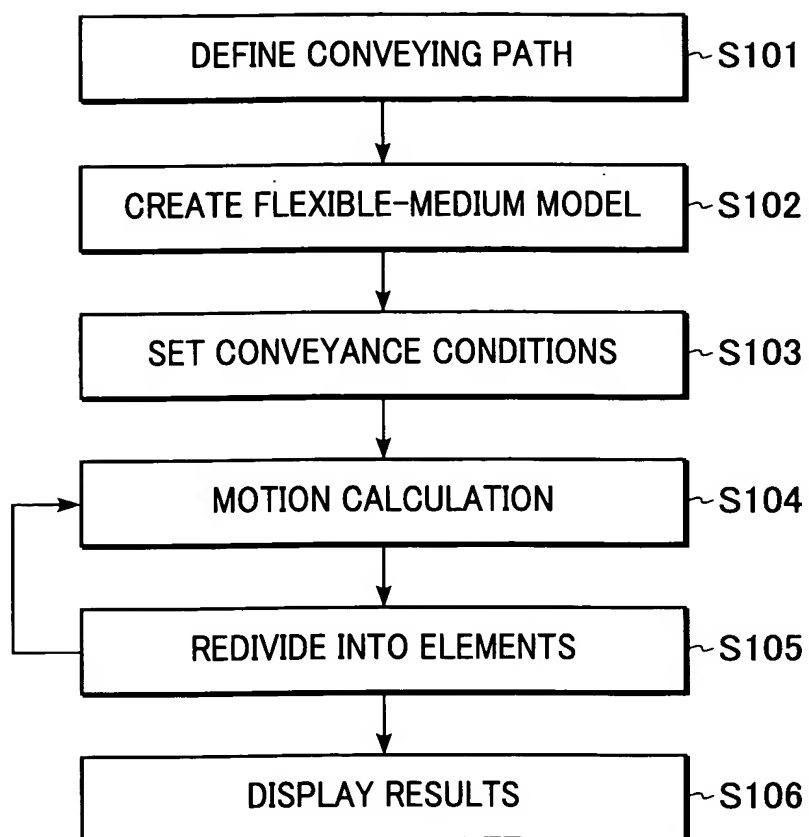 DEFINE CONVEYING PATH S101
CREATE FLEXIBLE-MEDIUM MODEL S102
SET CONVEYANCE CONDITIONS S103
MOTION CALCULATION S104
REDIVIDE INTO ELEMENTS S105
DISPLAY RESULTS S106